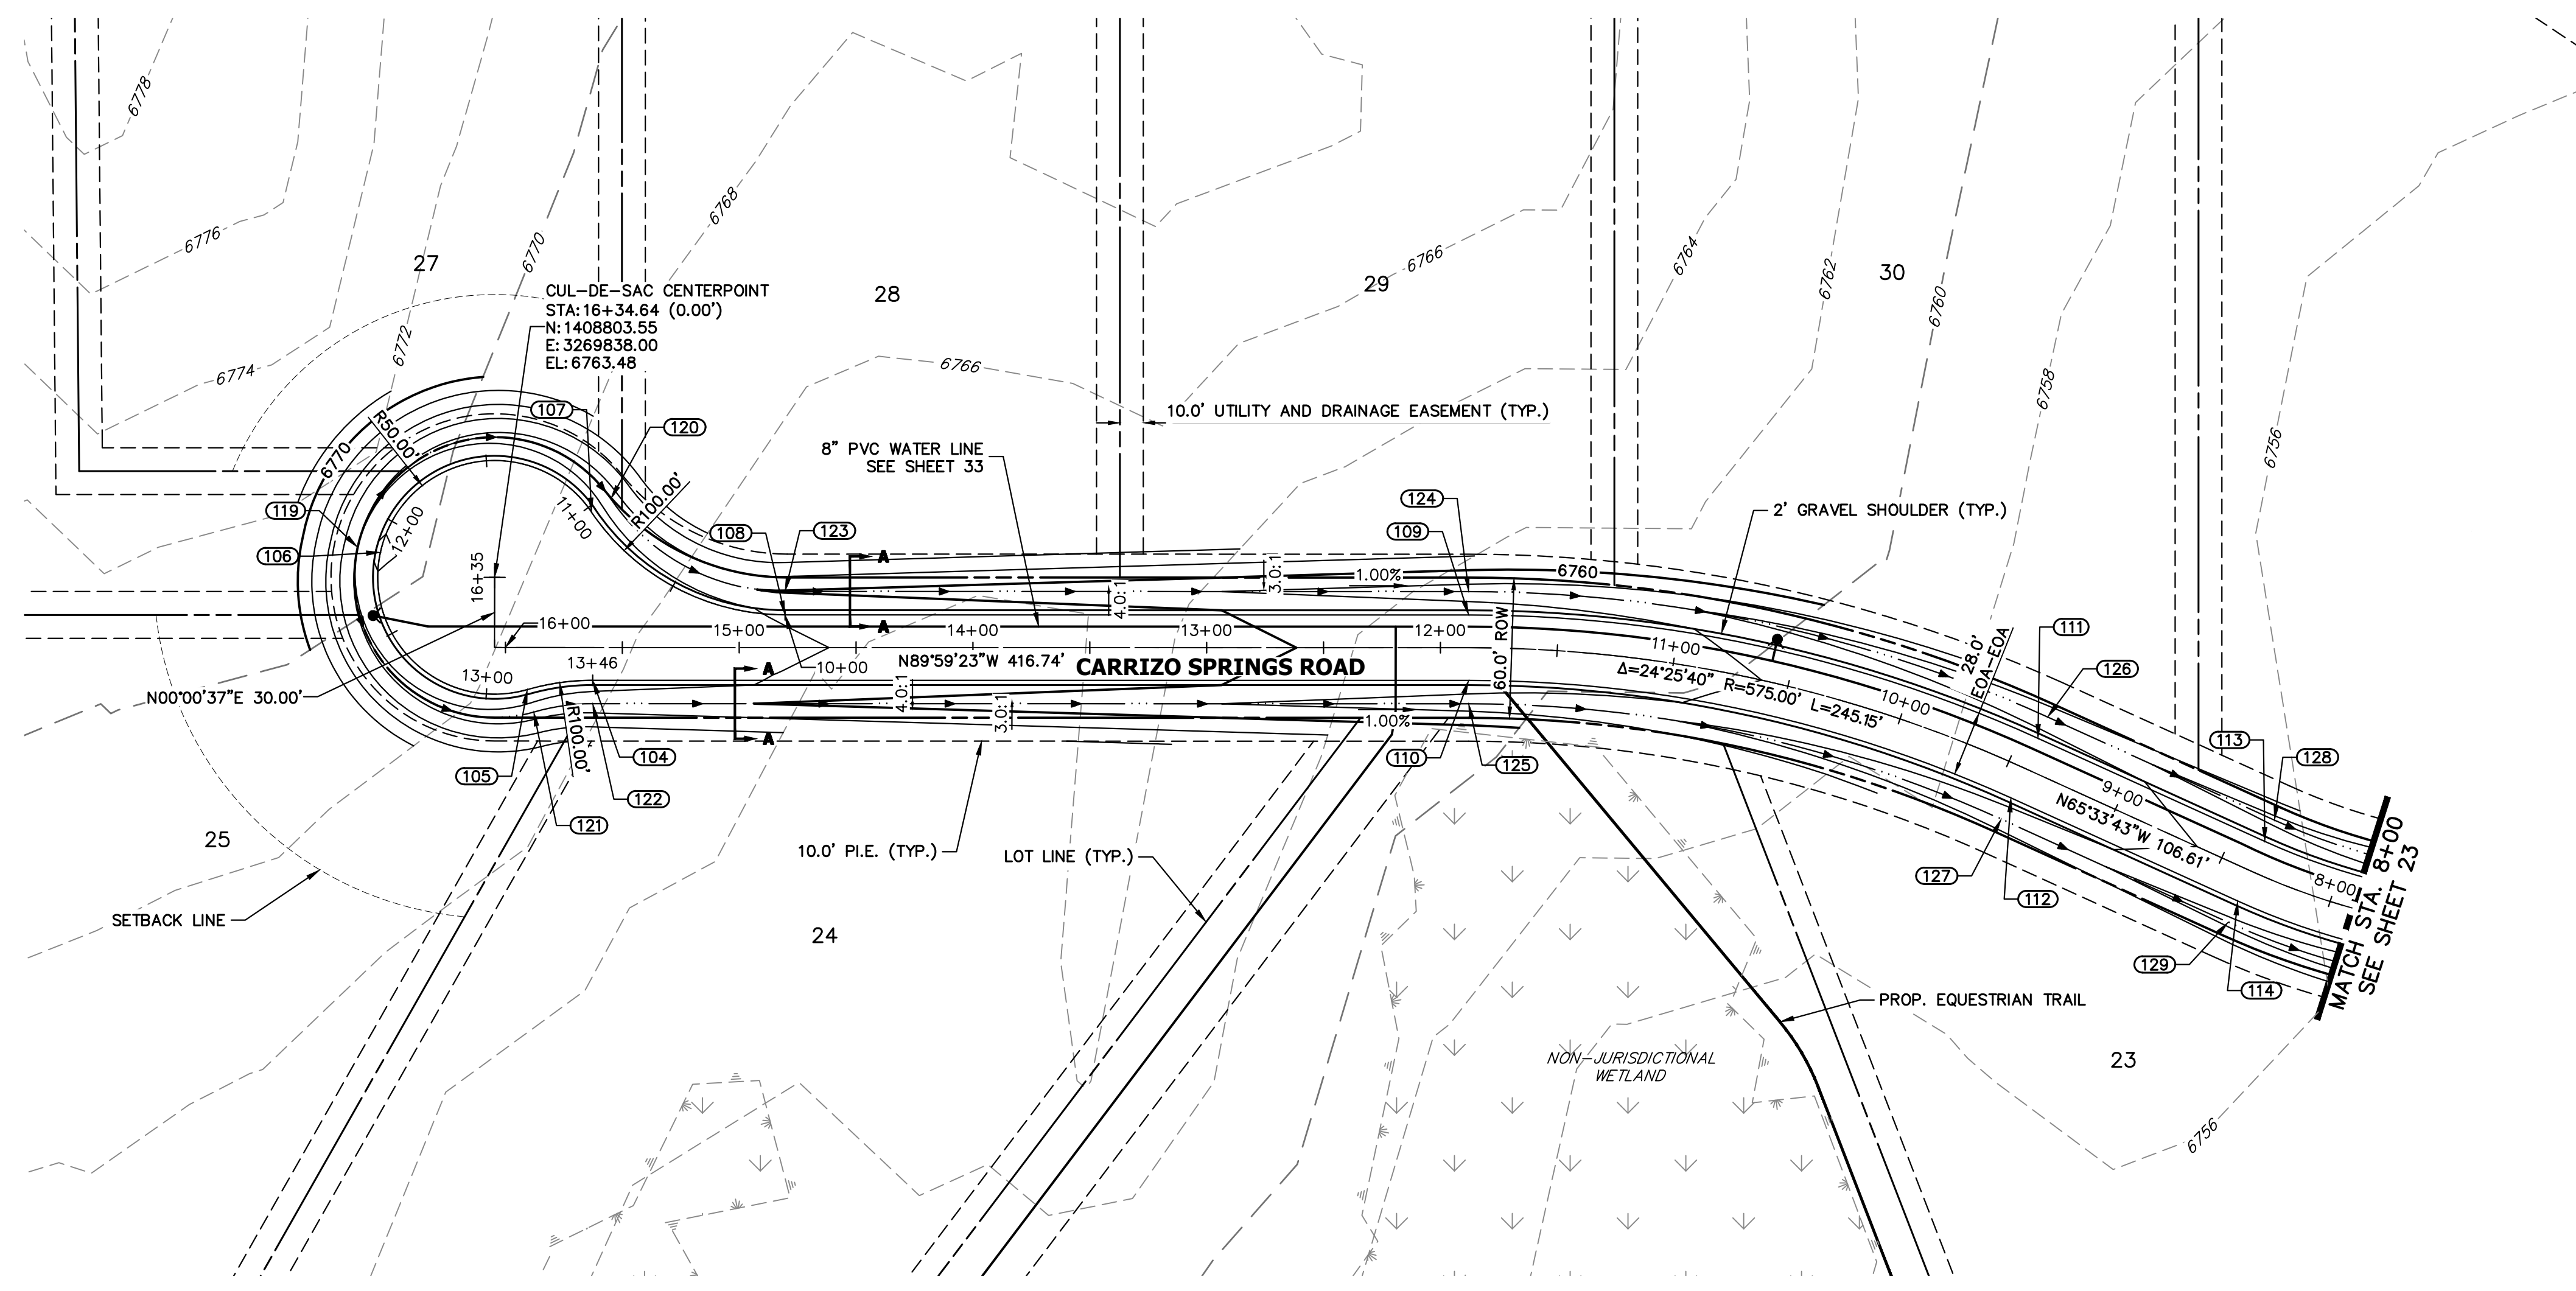 6778
6776
6774
6772
6770
6768
27
28
29
30
6766
6766
6764
6762
6760
6758
6756
CUL-DE-SAC CENTERPOINT
STA: 16+34.64 (0.00')
N: 1408803.55
E: 3269838.00
EL: 6763.48
10.0' UTILITY AND DRAINAGE EASEMENT (TYP.)
8" PVC WATER LINE
SEE SHEET 33
2' GRAVEL SHOULDER (TYP.)
R50.00'
6770
107
120
R100.00'
119
106
12+00
11+00
108
123
124
109
A
A
3.0:1
4.0:1
1.00%
6760
16+35
16+00
15+00
14+00
13+00
12+00
11+00
10+00
9+00
8+00
13+00
13+46
10+00
N89°59'23"W 416.74'
CARRIZO SPRINGS ROAD
60.0' ROW
Δ=24°25'40" R=575.00' L=245.15'
28.0'
EOA-EOA
111
126
113
128
N65°33'43"W 106.61'
N00°00'37"E 30.00'
R100.00'
A
A
4.0:1
3.0:1
1.00%
105
104
122
121
110
125
127
112
129
114
MATCH STA. 8+00
SEE SHEET 23
25
SETBACK LINE
10.0' P.I.E. (TYP.)
LOT LINE (TYP.)
24
PROP. EQUESTRIAN TRAIL
NON-JURISDICTIONAL
WETLAND
23
6756